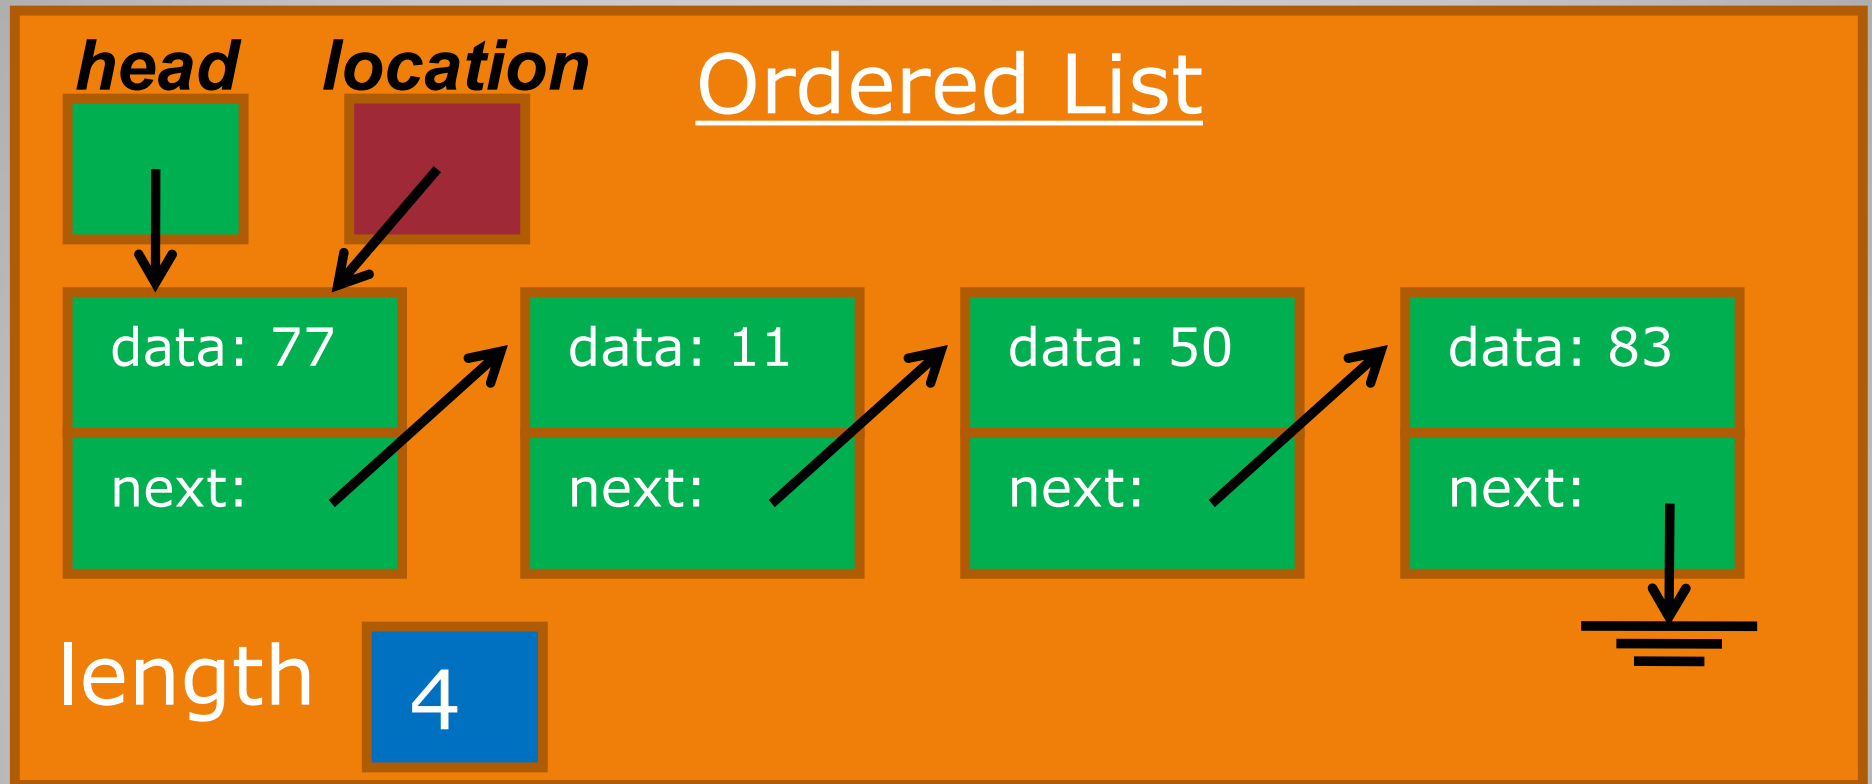 head location Ordered List
data: 77 data: 11 data: 50 data: 83
next: next: next: next:
length 4